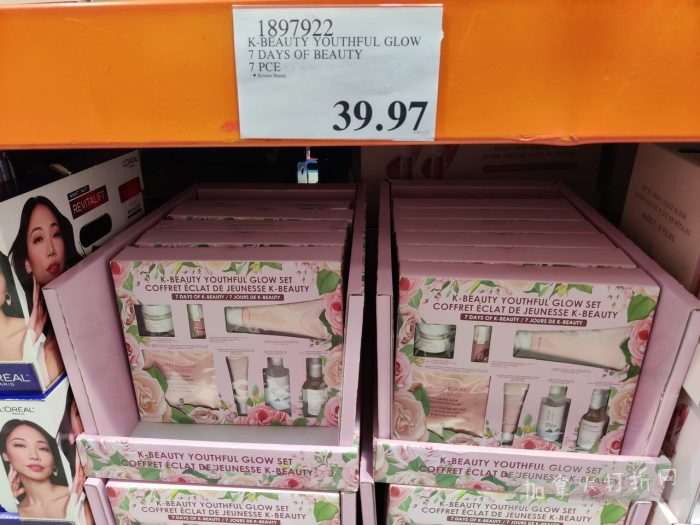 1897922
K-BEAUTY YOUTHFUL GLOW
7 DAYS OF BEAUTY
7 PCE
39.97
REVITALIFT
K-BEAUTY YOUTHFUL GLOW SET
COFFRET ÉCLAT DE JEUNESSE K-BEAUTY
7 DAYS OF K-BEAUTY / 7 JOURS DE K-BEAUTY
K-BEAUTY YOUTHFUL GLOW SET
COFFRET ÉCLAT DE JEUNESSE K-BEAUTY
7 DAYS OF K-BEAUTY / 7 JOURS DE K-BEAUTY
ORÉAL
PARIS
L'ORÉAL
K-BEAUTY YOUTHFUL GLOW SET
COFFRET ÉCLAT DE JEUNESSE K-BEAUTY
K-BEAUTY YOUTHFUL GLOW SET
COFFRET ÉCLAT DE JEUNESSE K-BEAUTY
K-BEAUTY YOUTHFUL GLOW SET
COFFRET ÉCLAT DE JEUNESSE K-BEAUTY
7 DAYS OF K-BEAUTY / 7 JOURS DE K-BEAUTY
K-BEAUTY YOUTHFUL GLOW SET
COFFRET ÉCLAT DE JEUNESSE K-BEAUTY
7 DAYS OF K-BEAUTY / 7 JOURS DE K-BEAUTY